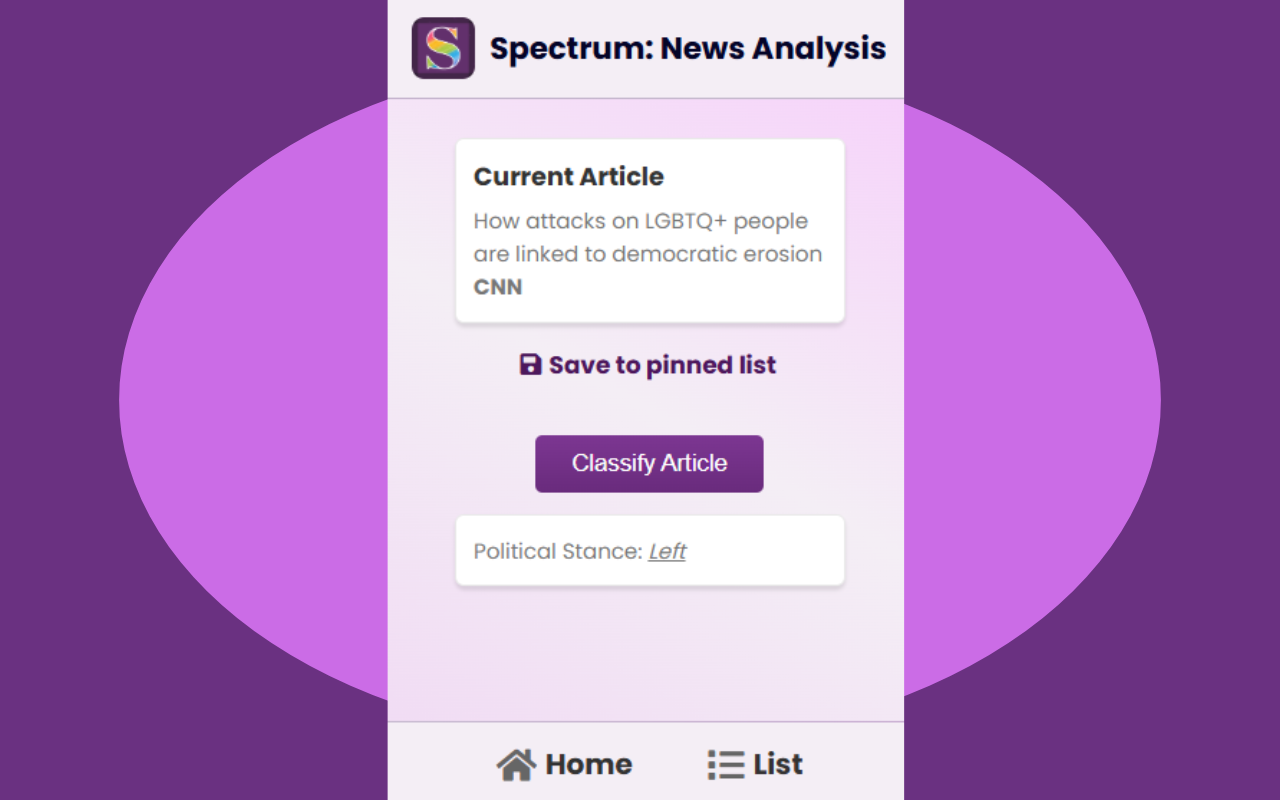 S
Spectrum: News Analysis
Current Article
How attacks on LGBTQ+ people
are linked to democratic erosion
CNN
Save to pinned list
Classify Article
Political Stance: Left
Home
List